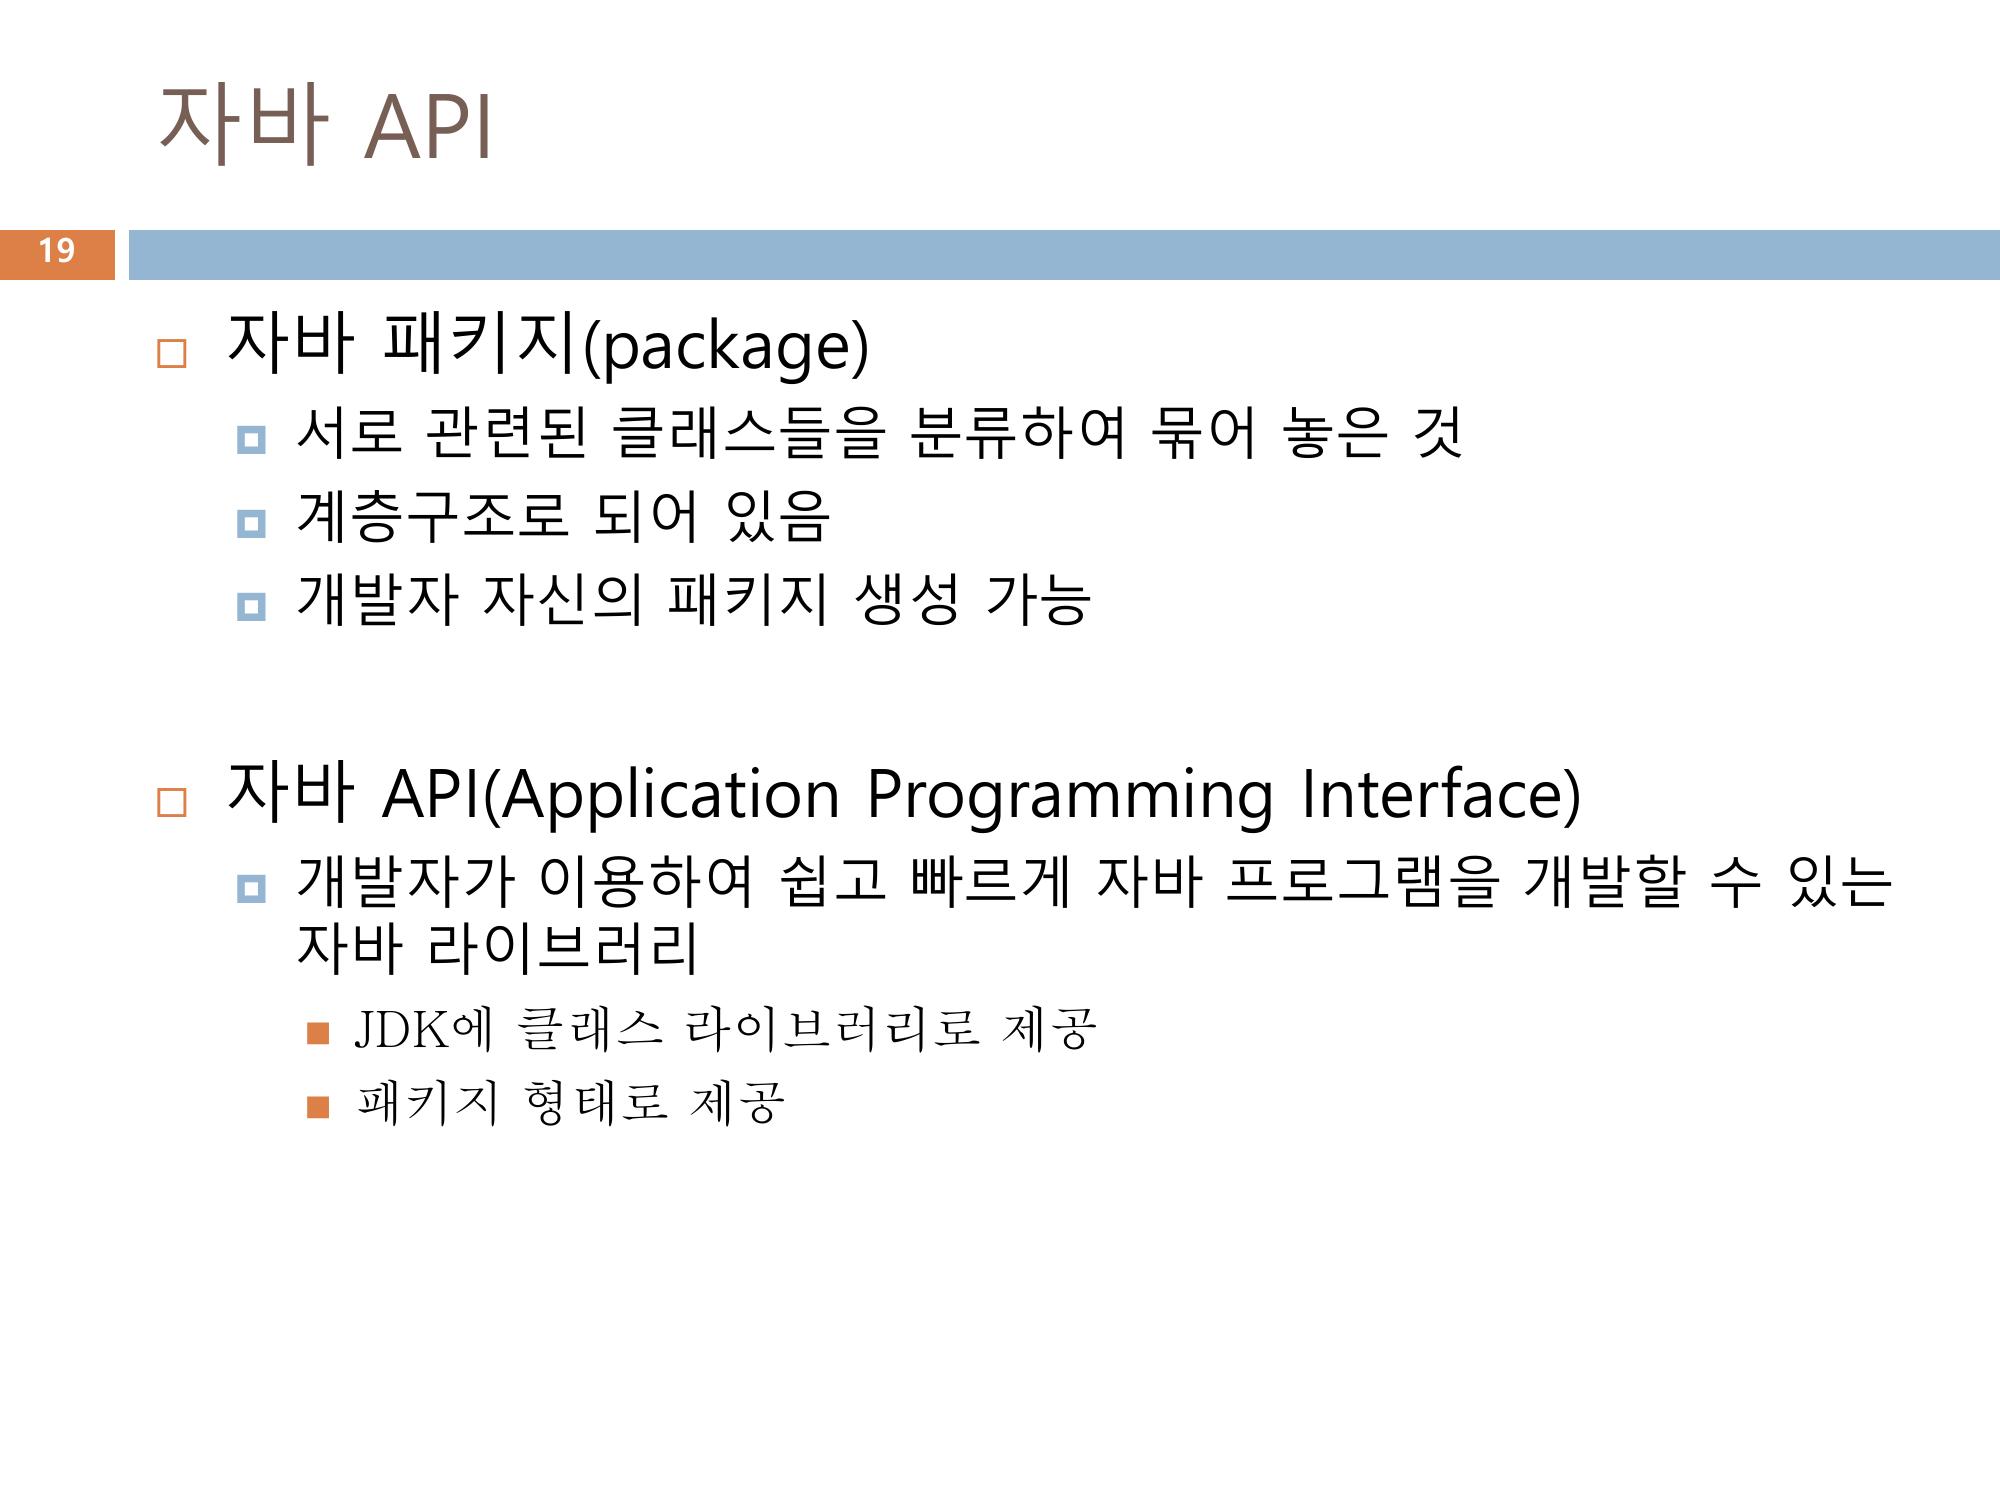 자바 API
19
자바 패키지(package)
서로 관련된 클래스들을 분류하여 묶어 놓은 것
계층구조로 되어 있음
개발자 자신의 패키지 생성 가능
자바 API(Application Programming Interface)
개발자가 이용하여 쉽고 빠르게 자바 프로그램을 개발할 수 있는
자바 라이브러리
JDK에 클래스 라이브러리로 제공
패키지 형태로 제공